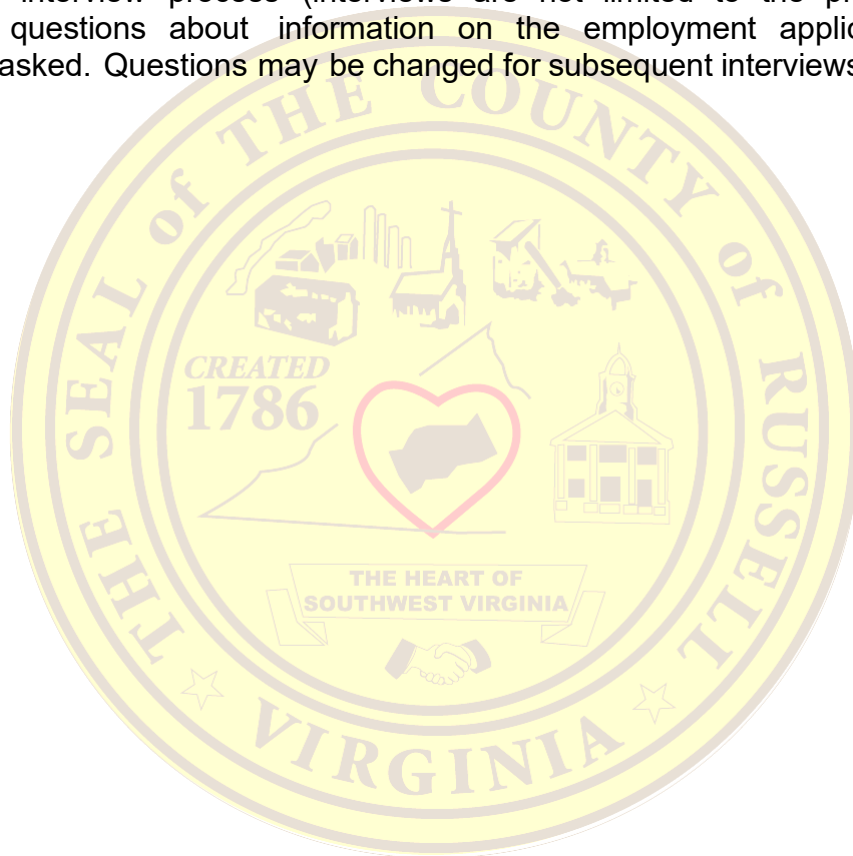 interview process (interviews are not limited to the
questions about information on the employment
asked. Questions may be changed for subsequent interviews
THE SEAL of THE COUNTY of RUSSELL
CREATED
1786
THE HEART OF
SOUTHWEST VIRGINIA
VIRGINIA